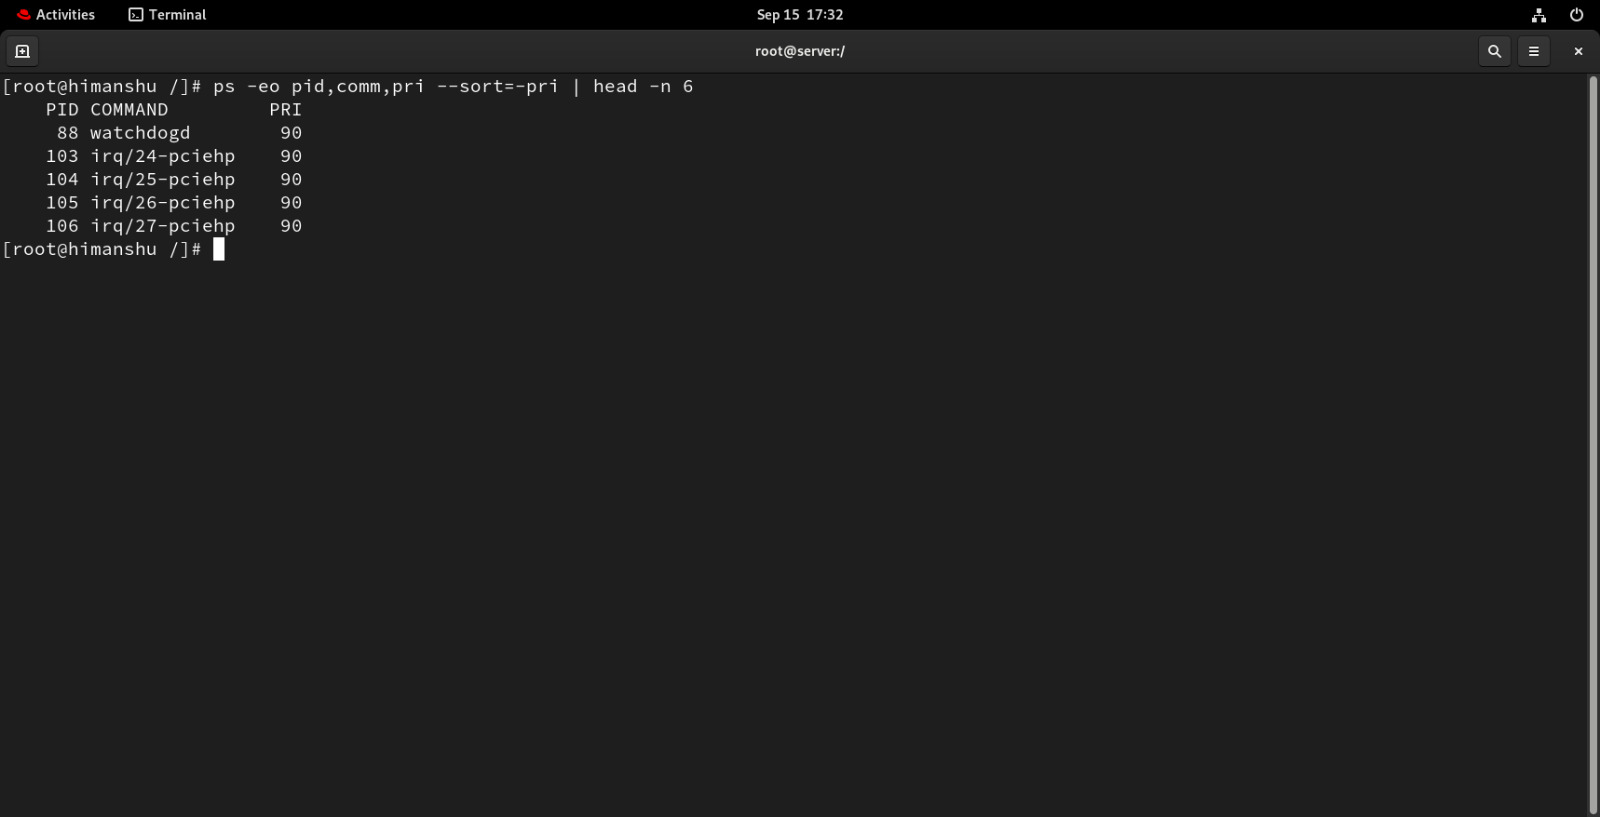 Activities Terminal Sep 15 17:32
root@server:/
[root@himanshu /]# ps -eo pid,comm,pri --sort=-pri | head -n 6
    PID COMMAND         PRI
     88 watchdogd        90
    103 irq/24-pciehp    90
    104 irq/25-pciehp    90
    105 irq/26-pciehp    90
    106 irq/27-pciehp    90
[root@himanshu /]#